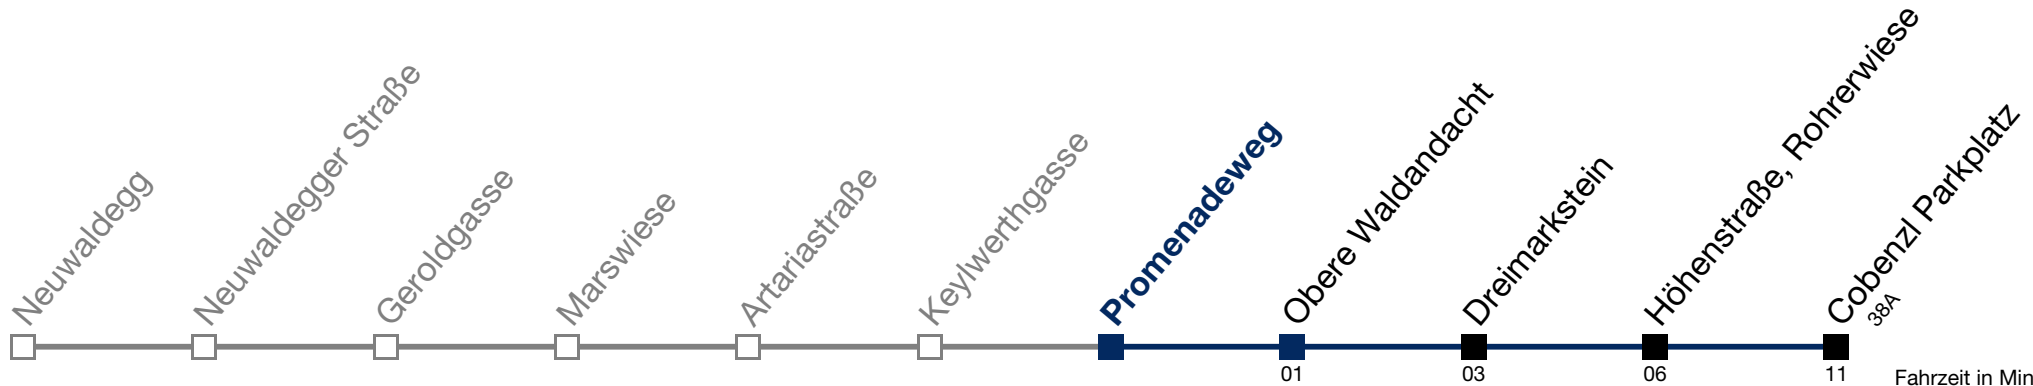 Neuwaldegg
Neuwaldegger Straße
Geroldgasse
Marswiese
Artariastraße
Keylwerthgasse
Promenadeweg
Obere Waldandacht
Dreimarkstein
Höhenstraße, Rohrerwiese
Cobenzl Parkplatz
38A
01
03
06
11
Fahrzeit in Min